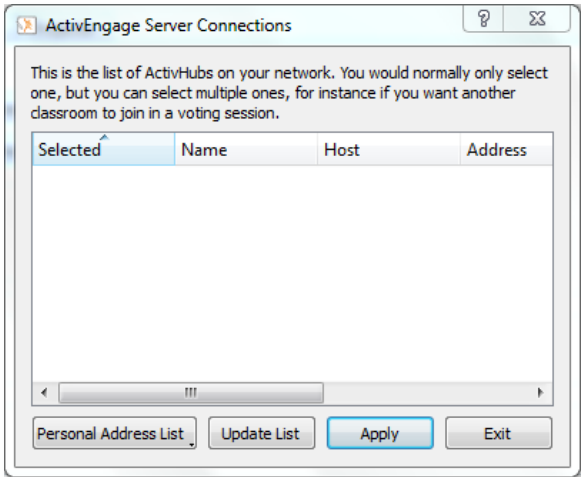 ActivEngage Server Connections
This is the list of ActivHubs on your network. You would normally only select
one, but you can select multiple ones, for instance if you want another
classroom to join in a voting session.
Selected Name Host Address
Personal Address List Update List Apply Exit